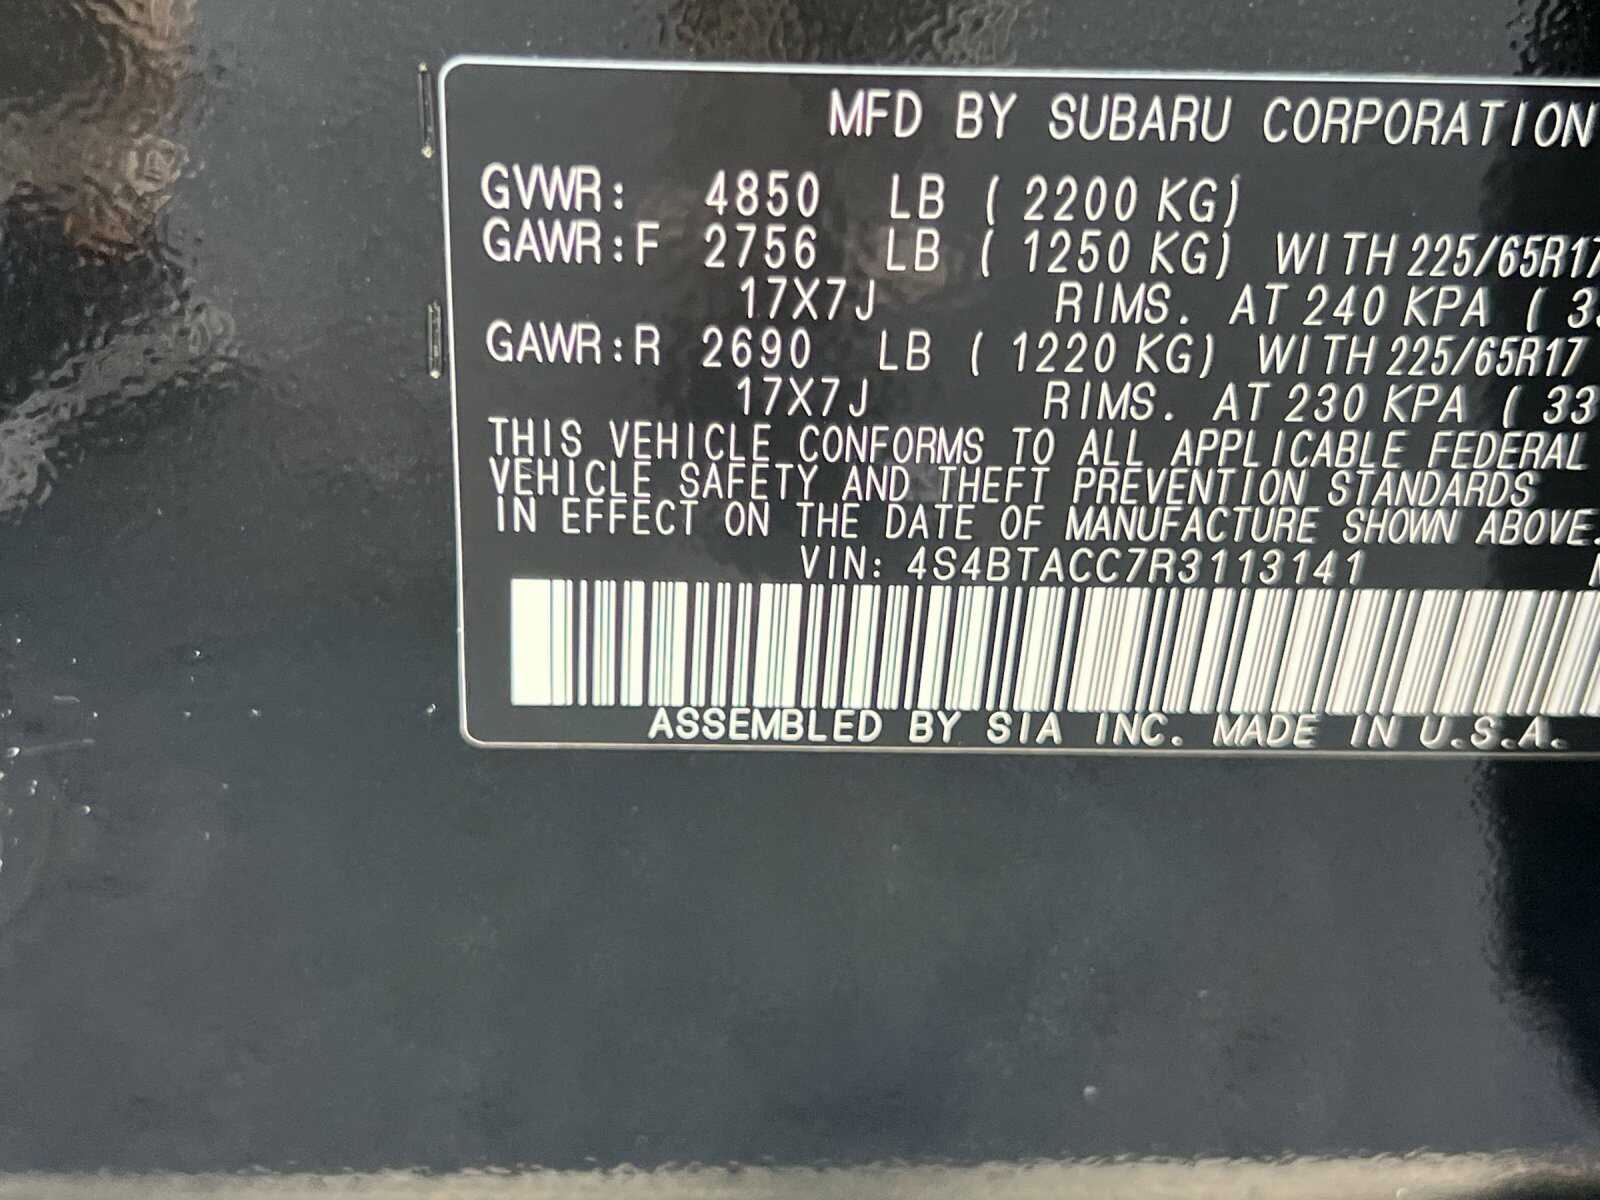 MFD BY SUBARU CORPORATION
GVWR: 4850 LB ( 2200 KG)
GAWR:F 2756 LB ( 1250 KG) WITH 225/65R17
17X7J RIMS. AT 240 KPA ( 
GAWR:R 2690 LB ( 1220 KG) WITH 225/65R17
17X7J RIMS. AT 230 KPA ( 33
THIS VEHICLE CONFORMS TO ALL APPLICABLE FEDERAL
VEHICLE SAFETY AND THEFT PREVENTION STANDARDS
IN EFFECT ON THE DATE OF MANUFACTURE SHOWN ABOVE.
VIN: 4S4BTACC7R3113141
ASSEMBLED BY SIA INC. MADE IN U.S.A.